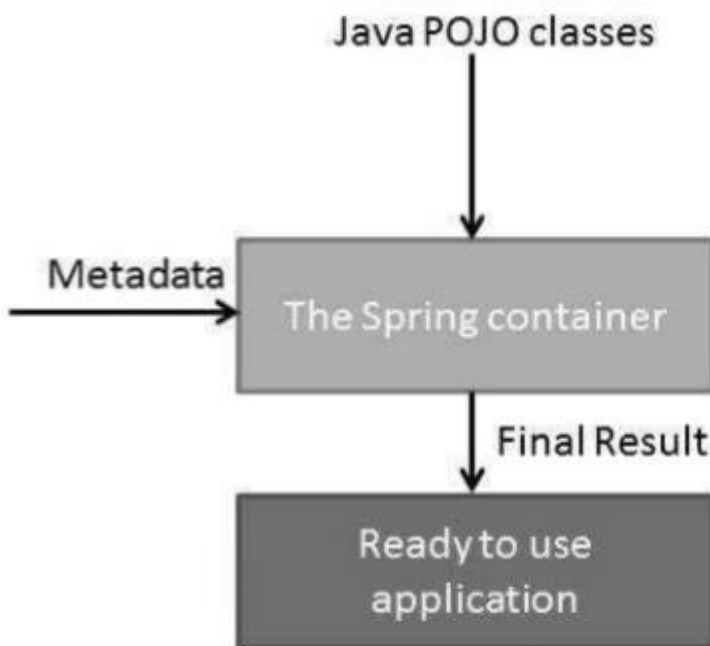 Java POJO classes
Metadata
The Spring container
Final Result
Ready to use
application